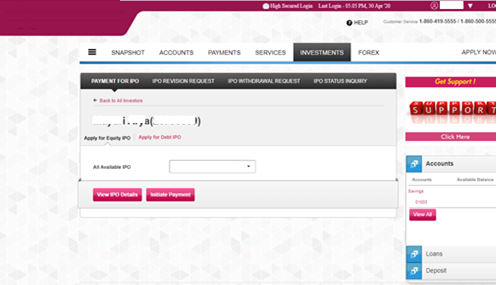 High Secured Login Last Login - 05:05 PM, 30 Apr '20 LO
HELP Customer Service 1-860-419-5555 / 1-860-500-5555
SNAPSHOT ACCOUNTS PAYMENTS SERVICES INVESTMENTS FOREX APPLY NOW
PAYMENT FOR IPO IPO REVISION REQUEST IPO WITHDRAWAL REQUEST IPO STATUS INQUIRY
Back to All Investors
Apply for Equity IPO Apply for Debt IPO
All Available IPO
View IPO Details Initiate Payment
Get Support !
SUPPORT
Click Here
Accounts
Accounts Available Balance
Savings
View All
Loans
Deposit